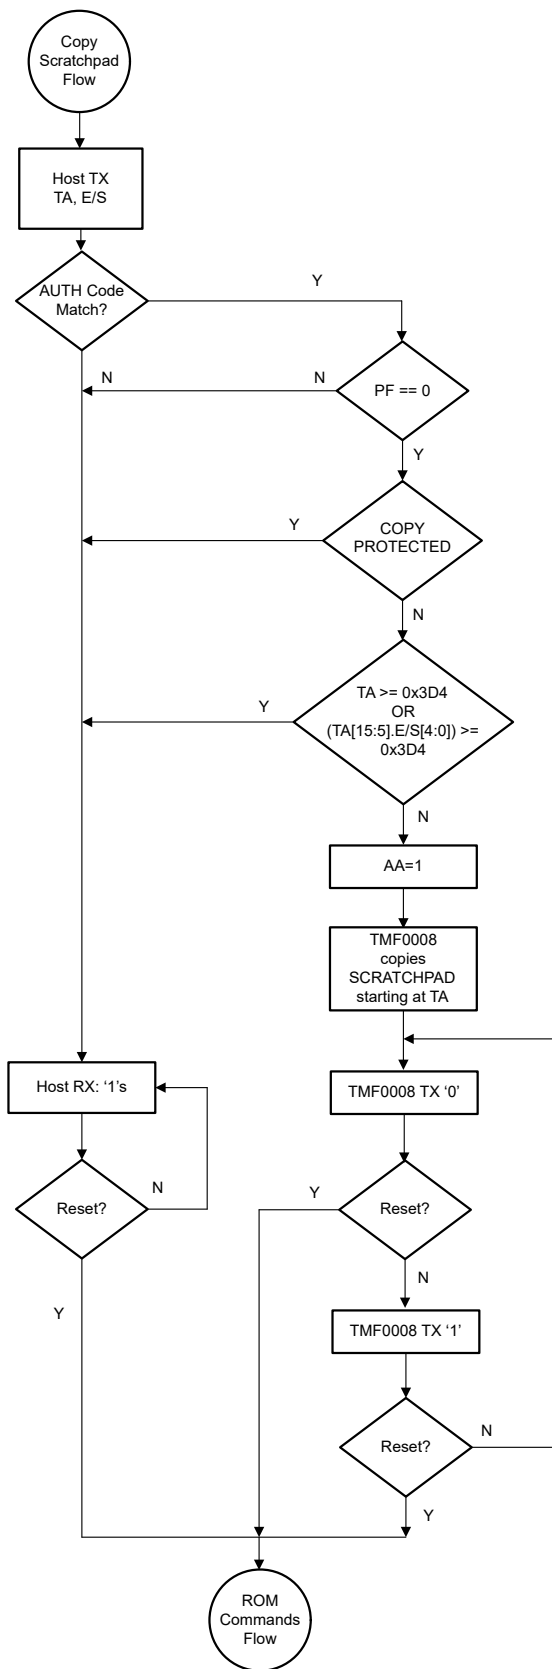 Copy
Scratchpad
Flow
Host TX
TA, E/S
AUTH Code
Match?
Y
N
N
PF == 0
Y
Y
COPY
PROTECTED
N
Y
TA >= 0x3D4
OR
(TA[15:5].E/S[4:0]) >=
0x3D4
N
AA=1
TMF0008
copies
SCRATCHPAD
starting at TA
Host RX: ‘1’s
TMF0008 TX ‘0’
Reset?
N
Y
Reset?
N
Y
TMF0008 TX ‘1’
Reset?
N
Y
ROM
Commands
Flow